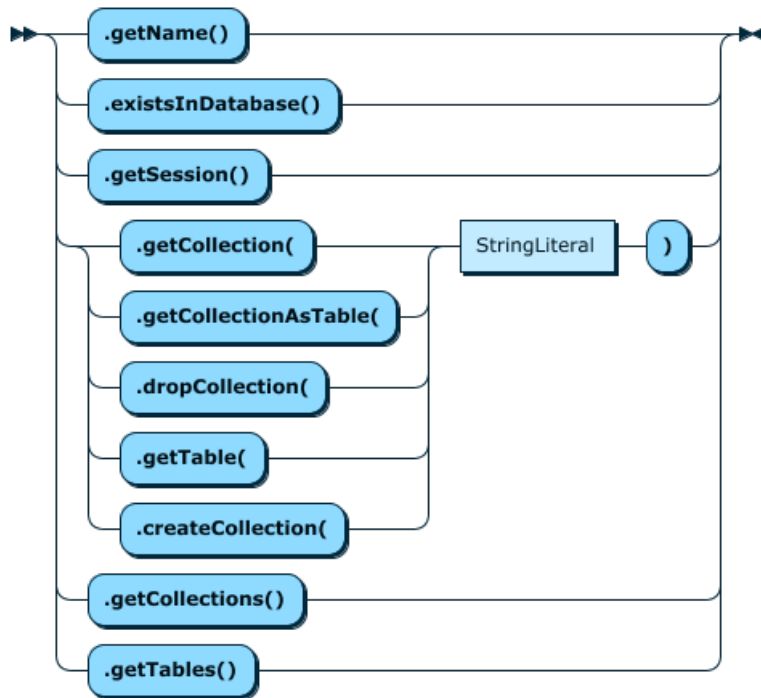 .getName()
.existsInDatabase()
.getSession()
.getCollection( StringLiteral )
.getCollectionAsTable(
.dropCollection(
.getTable(
.createCollection(
.getCollections()
.getTables()